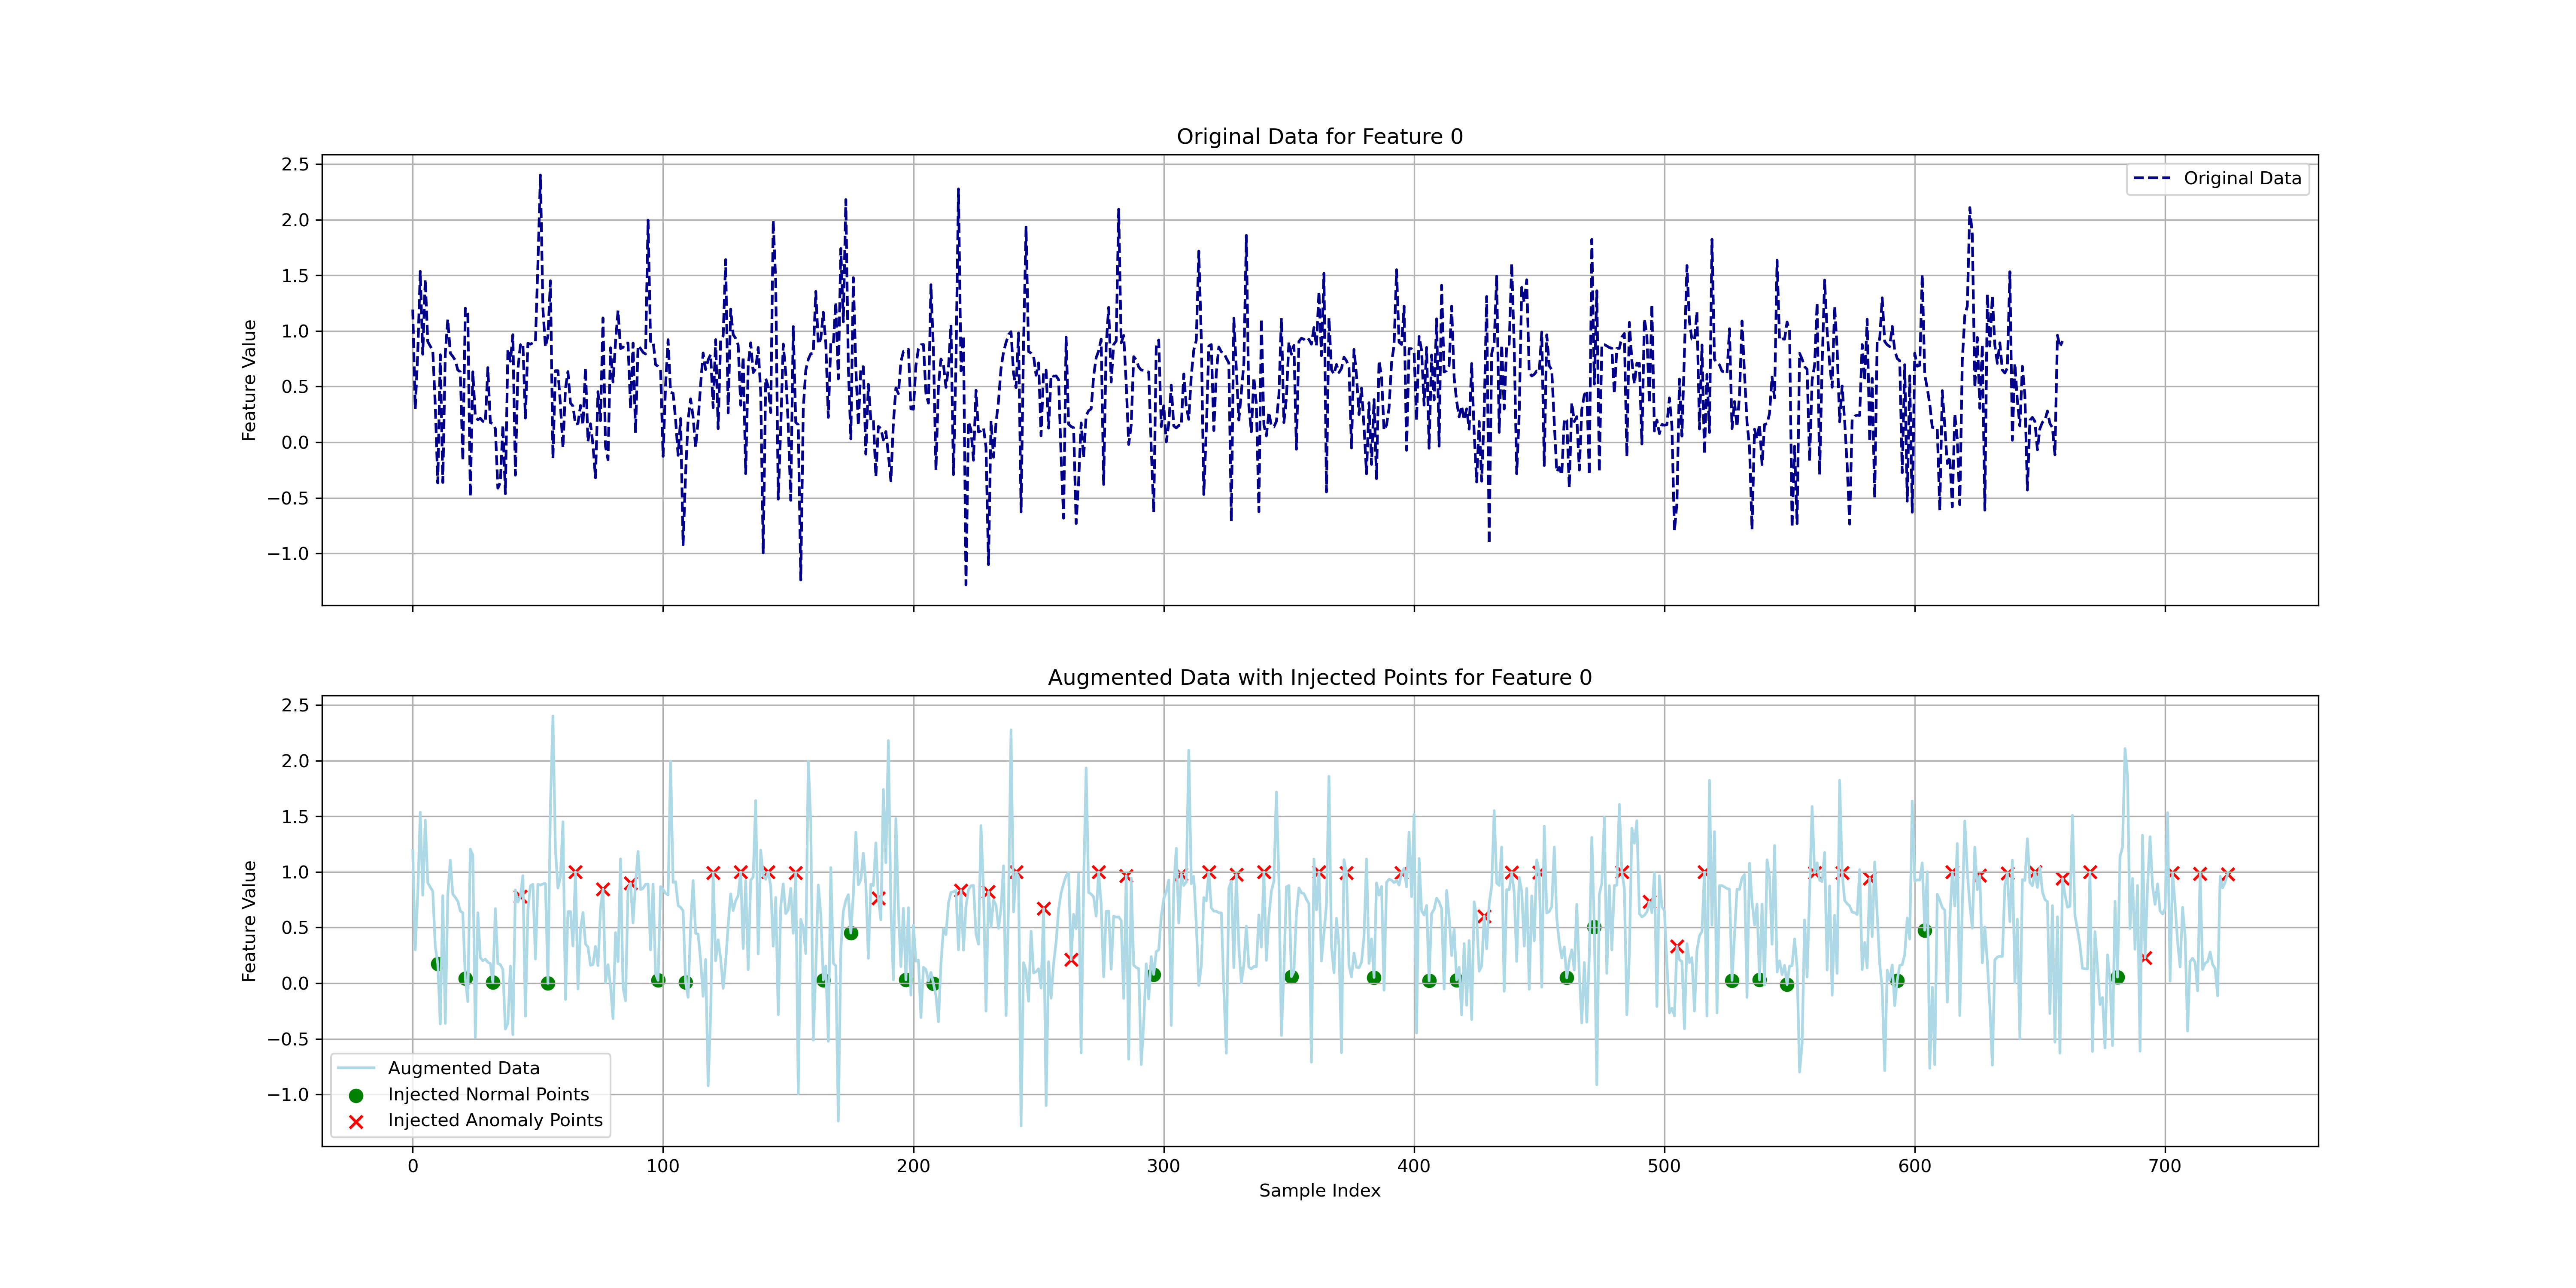 Original Data for Feature 0
2.5
2.0
1.5
1.0
0.5
0.0
−0.5
−1.0
Feature Value
Original Data
Augmented Data with Injected Points for Feature 0
2.5
2.0
1.5
1.0
0.5
0.0
−0.5
−1.0
Feature Value
Augmented Data
Injected Normal Points
Injected Anomaly Points
0 100 200 300 400 500 600 700
Sample Index